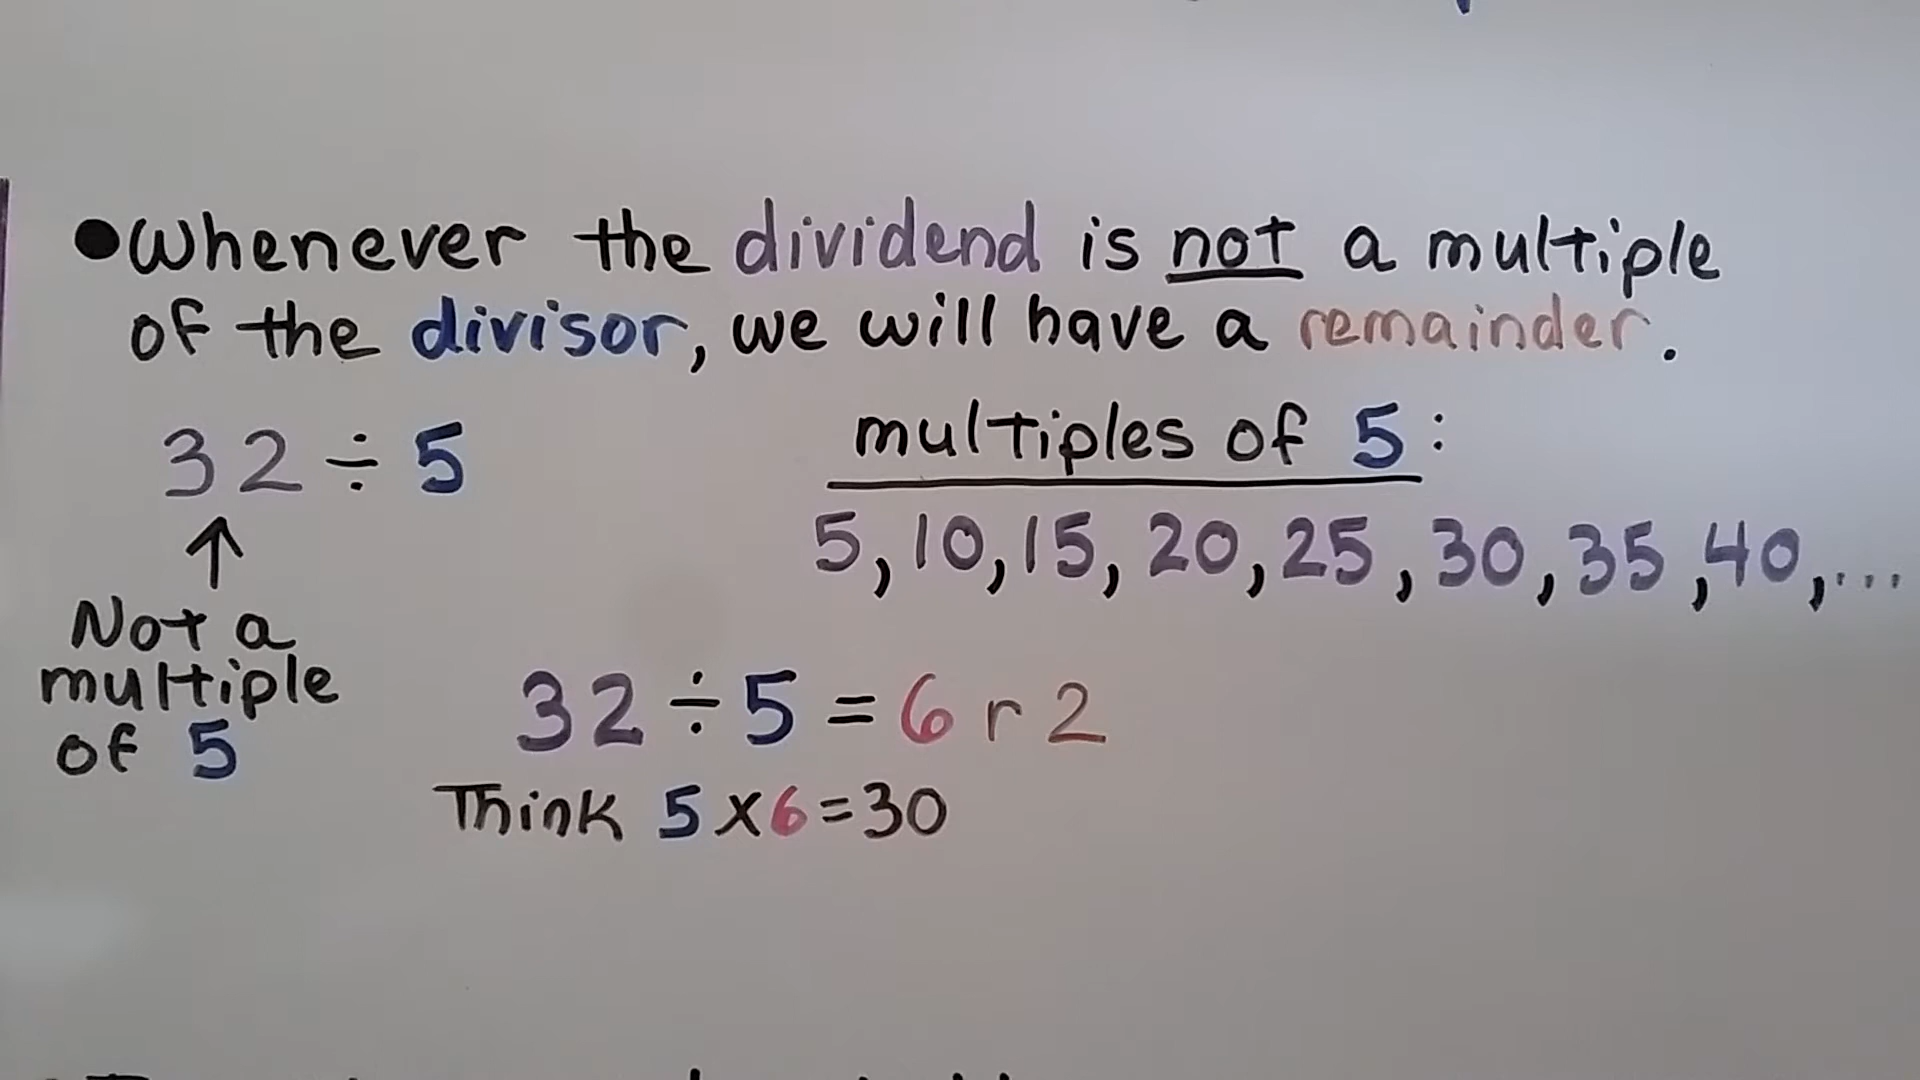 •Whenever the dividend is not a multiple
of the divisor, we will have a remainder.
32 ÷ 5
multiples of 5:
5, 10, 15, 20, 25, 30, 35, 40, ...
↑
Not a
multiple
of 5
32 ÷ 5 = 6 r 2
Think 5 x 6 = 30